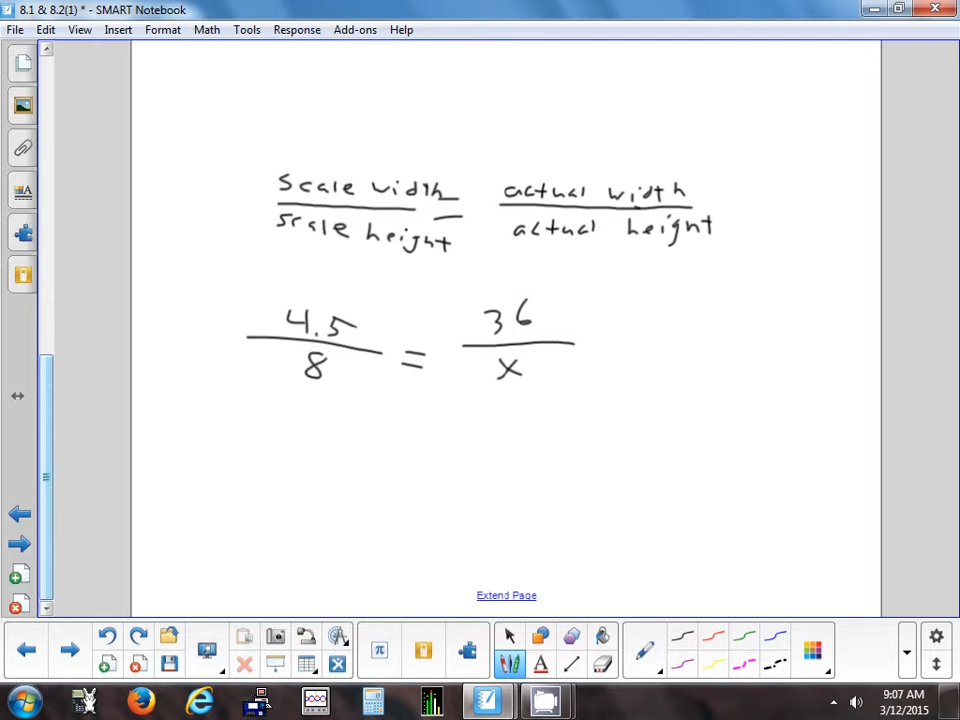 8.1 & 8.2(1) * - SMART Notebook
File Edit View Insert Format Math Tools Response Add-ons Help
scale width = actual width
scale height actual height
4.5 = 36
8 x
Extend Page
9:07 AM
3/12/2015